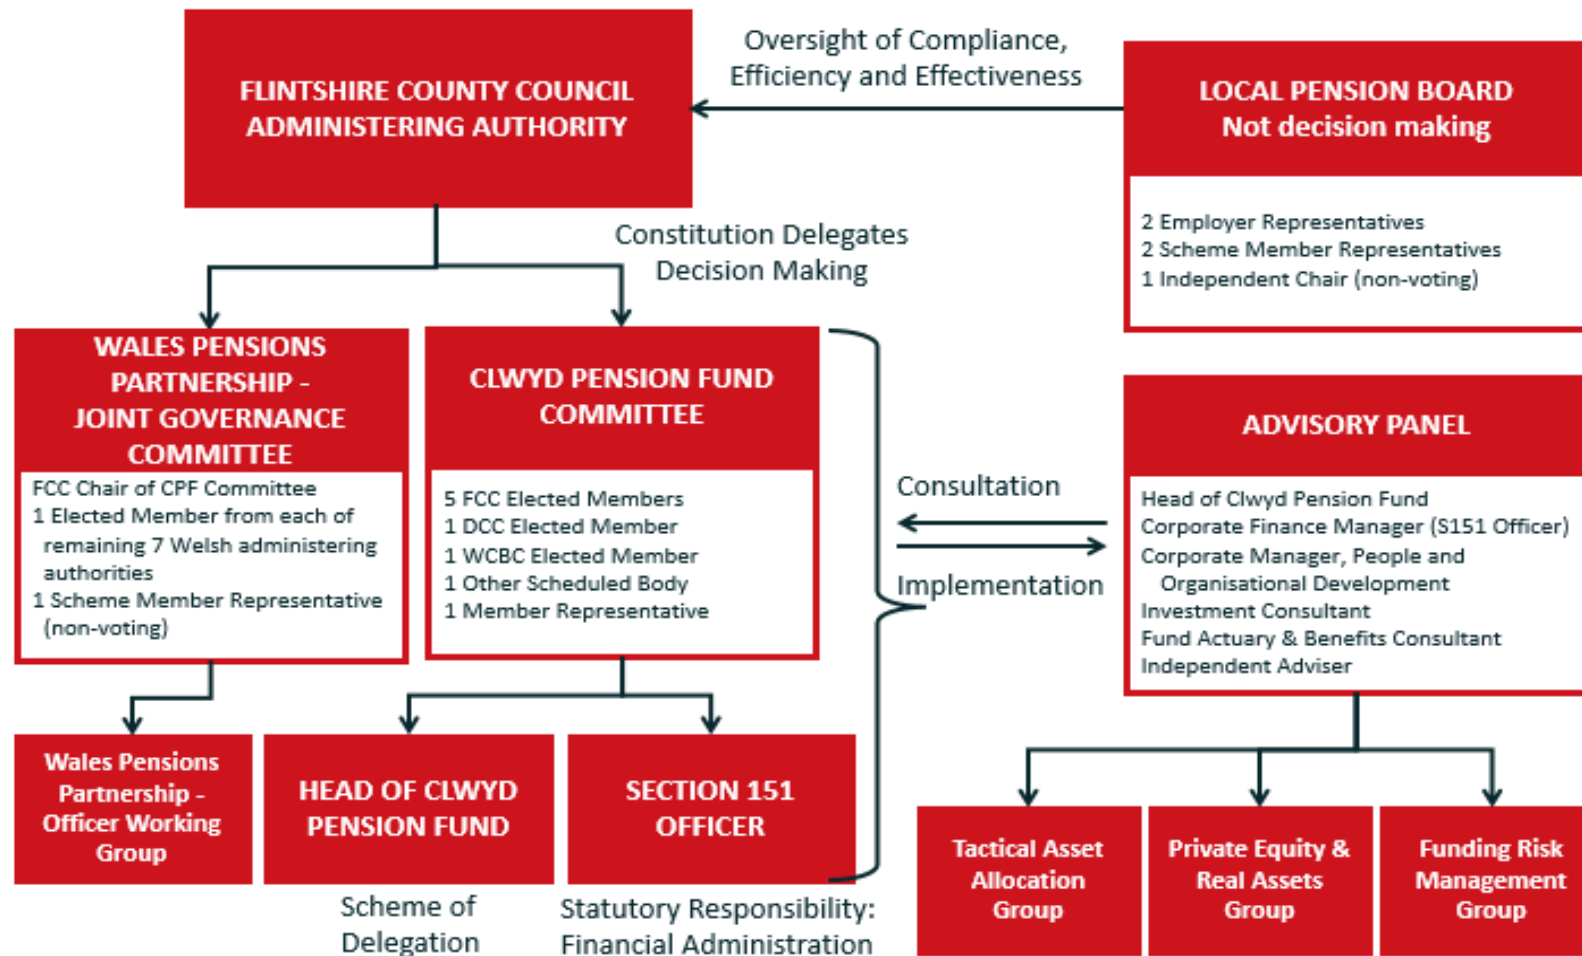 FLINTSHIRE COUNTY COUNCIL
ADMINISTERING AUTHORITY
Oversight of Compliance,
Efficiency and Effectiveness
LOCAL PENSION BOARD
Not decision making
2 Employer Representatives
2 Scheme Member Representatives
1 Independent Chair (non-voting)
Constitution Delegates
Decision Making
WALES PENSIONS
PARTNERSHIP -
JOINT GOVERNANCE
COMMITTEE
FCC Chair of CPF Committee
1 Elected Member from each of
remaining 7 Welsh administering
authorities
1 Scheme Member Representative
(non-voting)
CLWYD PENSION FUND
COMMITTEE
5 FCC Elected Members
1 DCC Elected Member
1 WCBC Elected Member
1 Other Scheduled Body
1 Member Representative
Consultation
Implementation
ADVISORY PANEL
Head of Clwyd Pension Fund
Corporate Finance Manager (S151 Officer)
Corporate Manager, People and
Organisational Development
Investment Consultant
Fund Actuary & Benefits Consultant
Independent Adviser
Wales Pensions
Partnership -
Officer Working
Group
HEAD OF CLWYD
PENSION FUND
SECTION 151
OFFICER
Scheme of
Delegation
Statutory Responsibility:
Financial Administration
Tactical Asset
Allocation
Group
Private Equity &
Real Assets
Group
Funding Risk
Management
Group